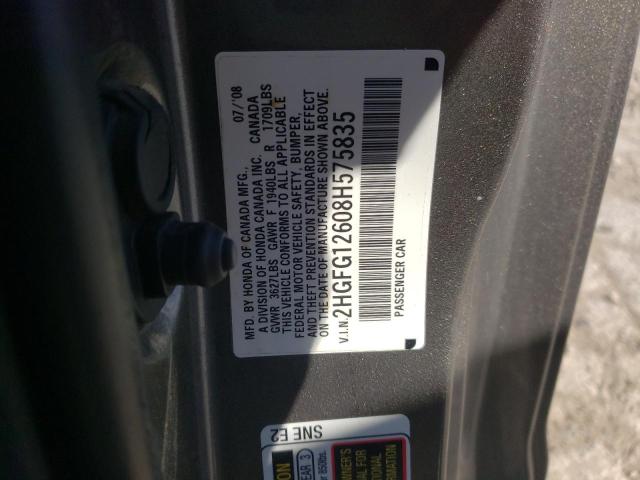 MFD. BY HONDA OF CANADA MFG., 07/'08
A DIVISION OF HONDA CANADA INC. CANADA
GVWR 3627LBS GAWR F 1940LBS R 1709LBS
THIS VEHICLE CONFORMS TO ALL APPLICABLE
FEDERAL MOTOR VEHICLE SAFETY, BUMPER,
AND THEFT PREVENTION STANDARDS IN EFFECT
ON THE DATE OF MANUFACTURE SHOWN ABOVE.
V.I.N. 2HGFG12608H575835
PASSENGER CAR
SNE E2